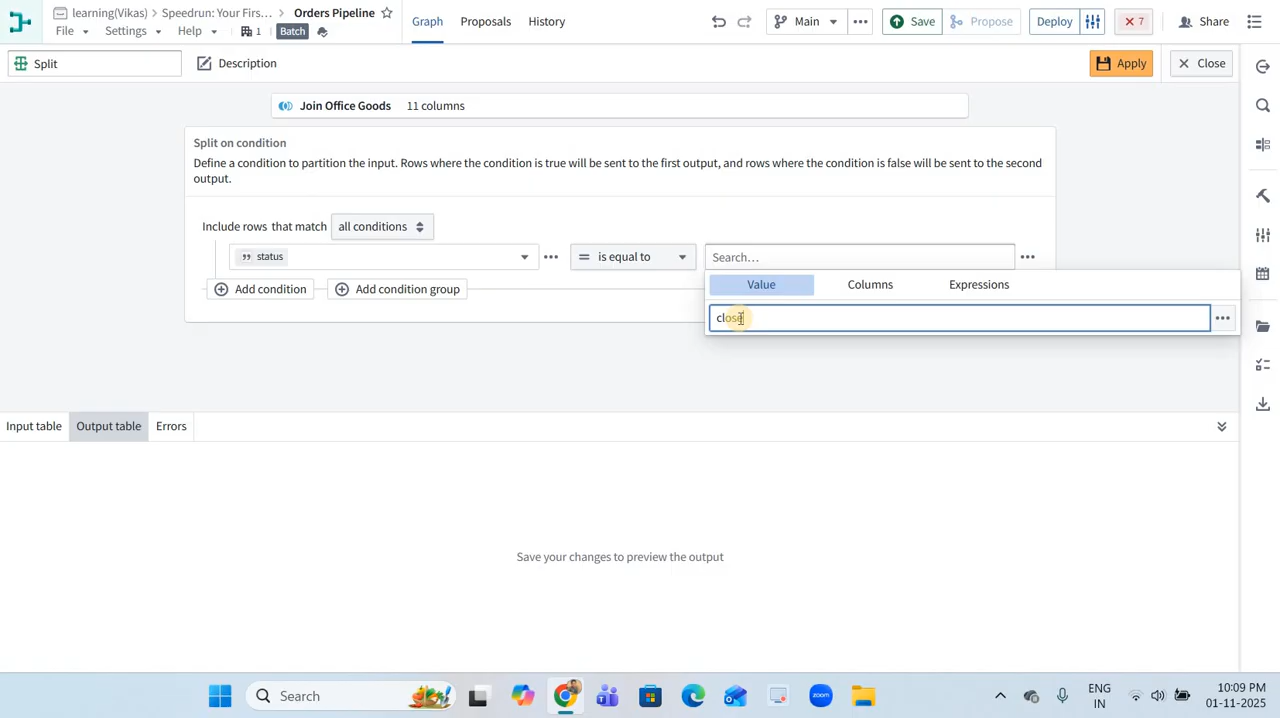 learning(Vikas) > Speedrun: Your Firs... > Orders Pipeline
File Settings Help 1 Batch
Graph Proposals History
Main Save Propose Deploy 7 Share
Split Description Apply Close
Join Office Goods 11 columns
Split on condition
Define a condition to partition the input. Rows where the condition is true will be sent to the first output, and rows where the condition is false will be sent to the second
output.
Include rows that match all conditions
status ... is equal to Search... ...
Add condition Add condition group
Value Columns Expressions
close
Input table Output table Errors
Save your changes to preview the output
Search
zoom
ENG
IN
10:09 PM
01-11-2025